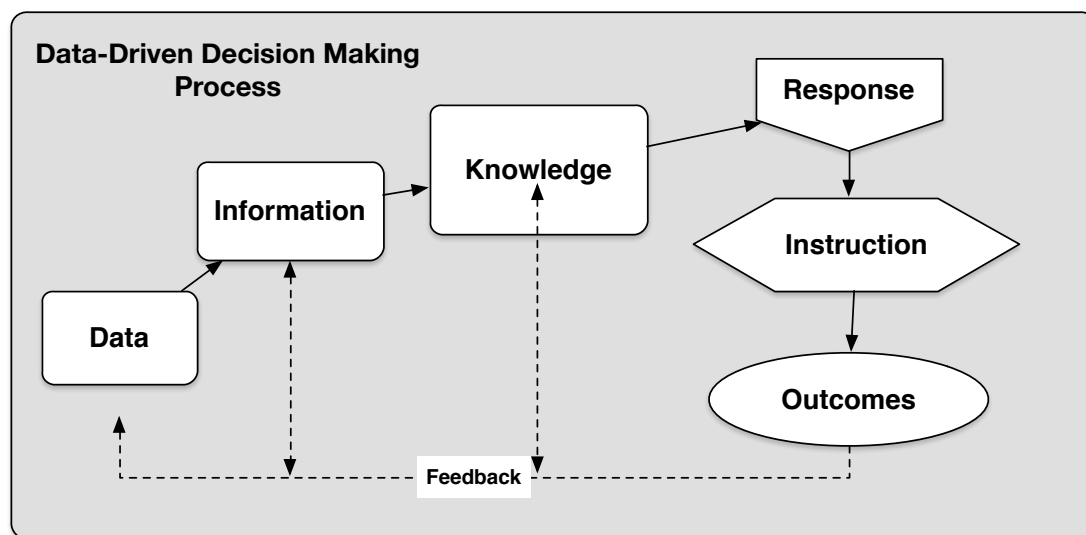 Data-Driven Decision Making
Process
Response
Knowledge
Information
Instruction
Data
Outcomes
Feedback